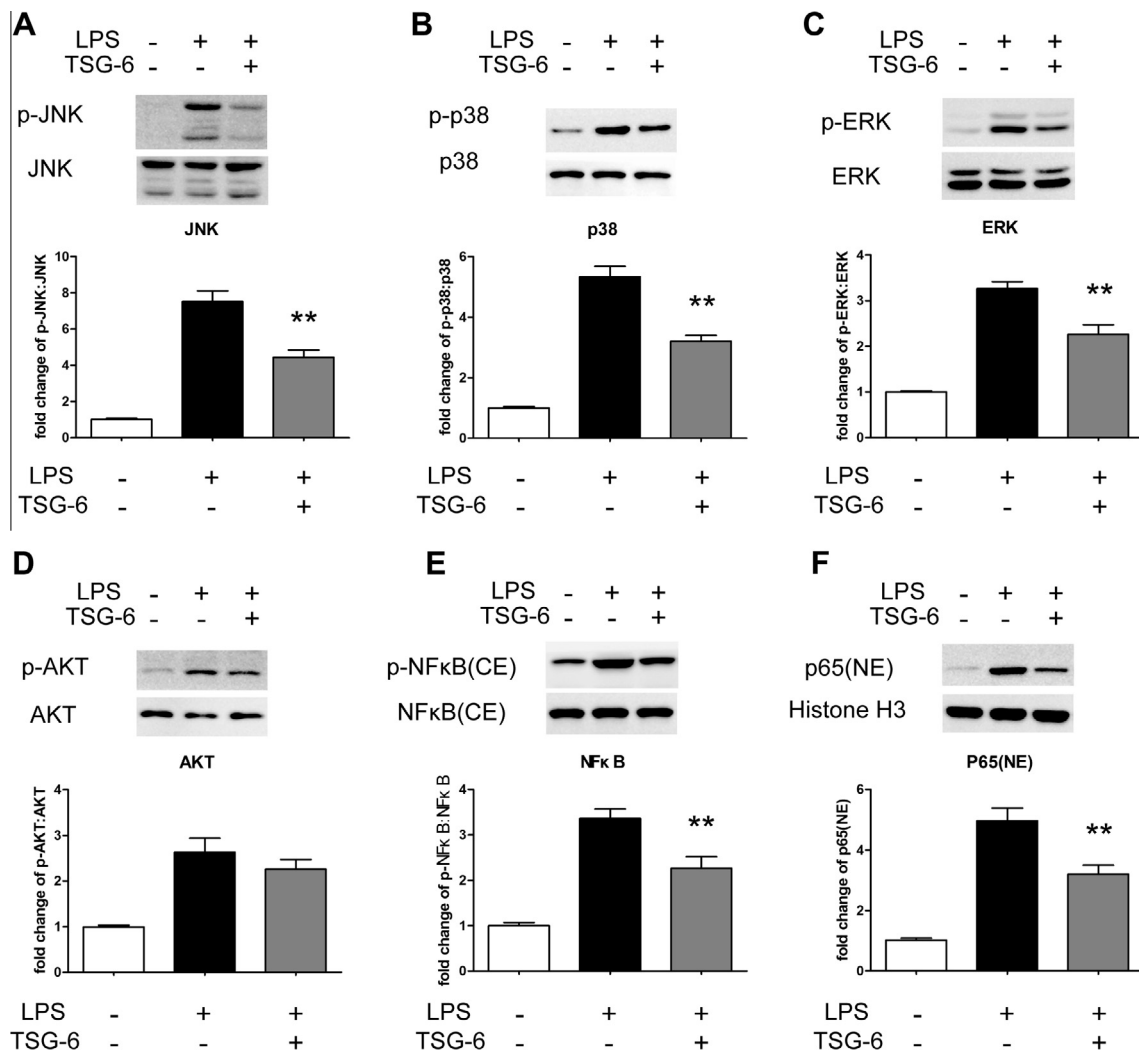 A
LPS - + +
TSG-6 - - +
p-JNK
JNK
JNK
fold change of p-JNK:JNK
10
8
6
4
2
0
LPS - + +
TSG-6 - - +
B
LPS - + +
TSG-6 - - +
p-p38
p38
p38
fold change of p-p38:p38
6
4
2
0
LPS - + +
TSG-6 - - +
**
C
LPS - + +
TSG-6 - - +
p-ERK
ERK
ERK
fold change of p-ERK:ERK
4
3
2
1
0
**
LPS - + +
TSG-6 - - +
**
D
LPS - + +
TSG-6 - - +
p-AKT
AKT
AKT
fold change of p-AKT:AKT
4
3
2
1
0
LPS - + +
TSG-6 - - +
E
LPS - + +
TSG-6 - - +
p-NFκB(CE)
NFκB(CE)
NFκ B
fold change of p-NFκ B:NFκ B
4
3
2
1
0
**
LPS - + +
TSG-6 - - +
F
LPS - + +
TSG-6 - - +
p65(NE)
Histone H3
P65(NE)
fold change of p65(NE)
6
4
2
0
**
LPS - + +
TSG-6 - - +